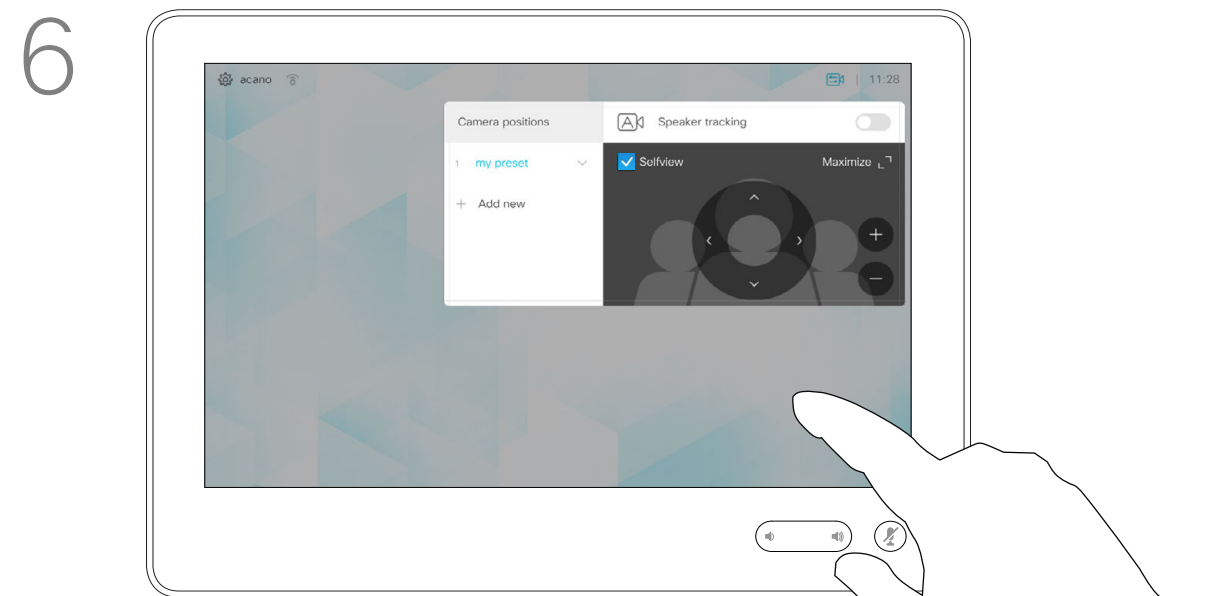 6
acano
11:28
Camera positions
Speaker tracking
1 my preset
Selfview
Maximize
+ Add new